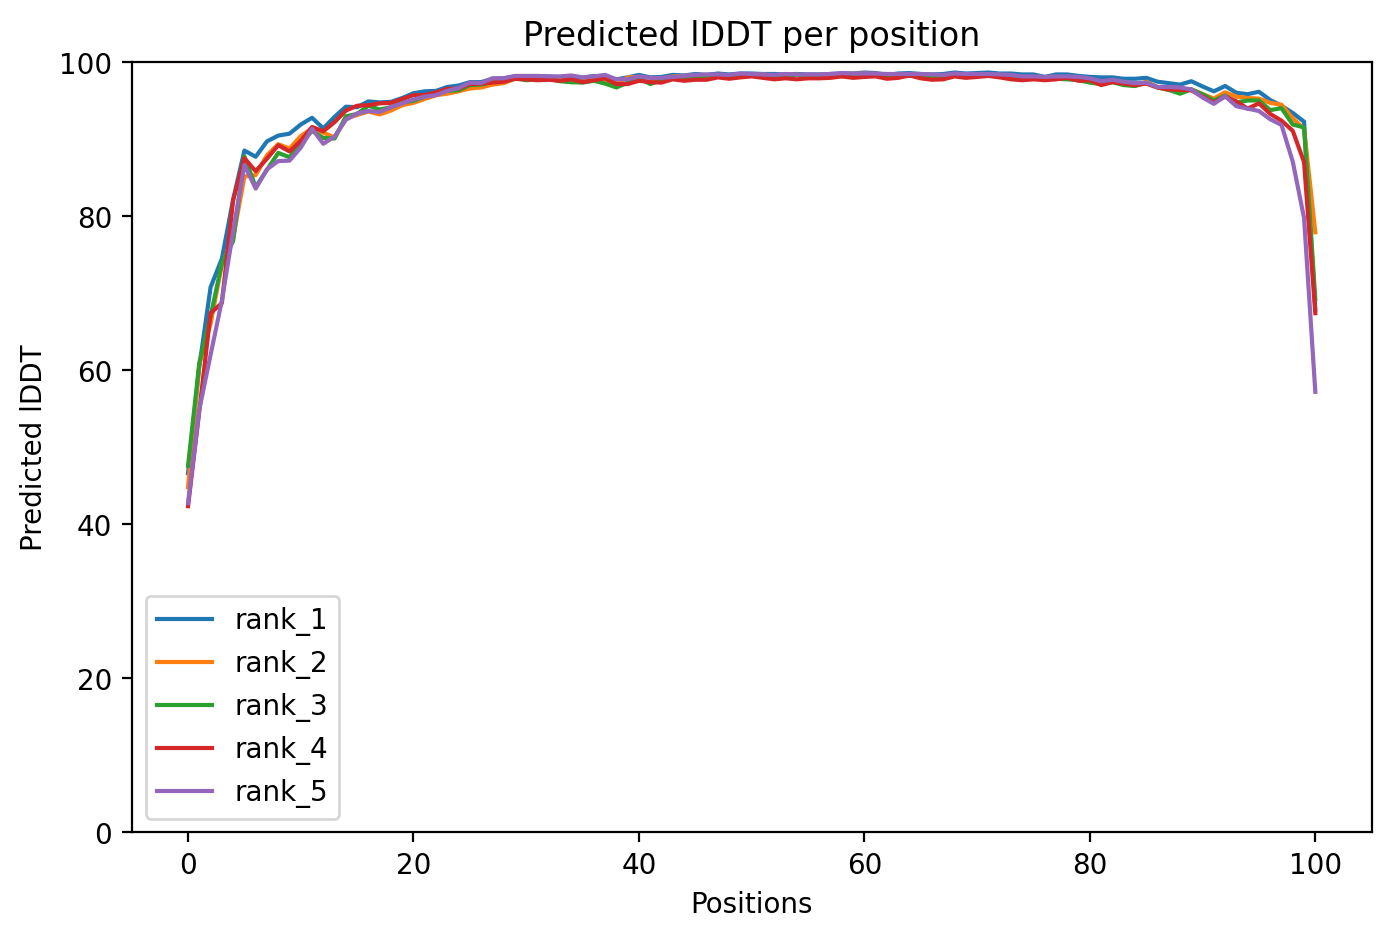 Predicted lDDT per position
Predicted lDDT
100
80
60
40
20
0
rank_1
rank_2
rank_3
rank_4
rank_5
0 20 40 60 80 100
Positions